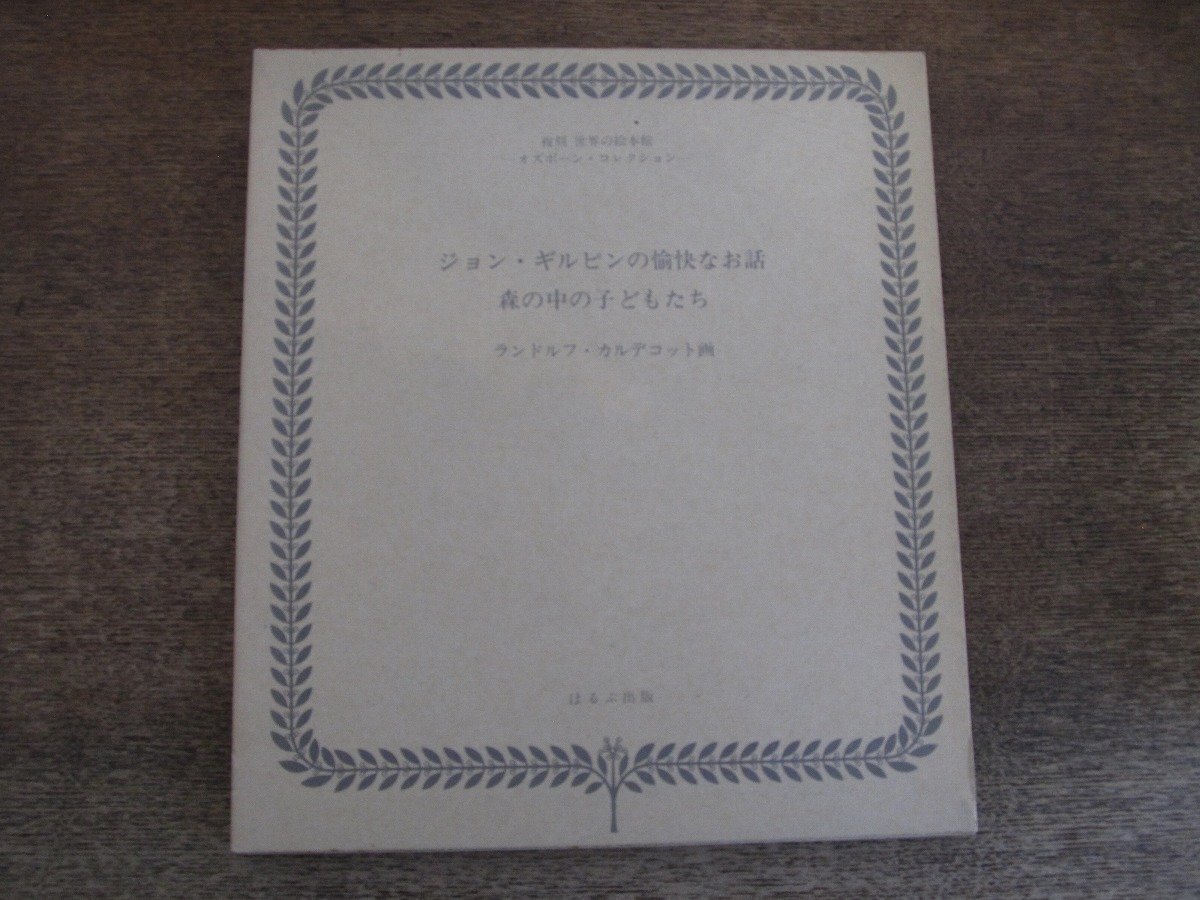 復刻 世界の絵本館
―オズボーン・コレクション―
ジョン・ギルピンの愉快なお話
森の中の子どもたち
ランドルフ・カルデコット画
ほるぷ出版